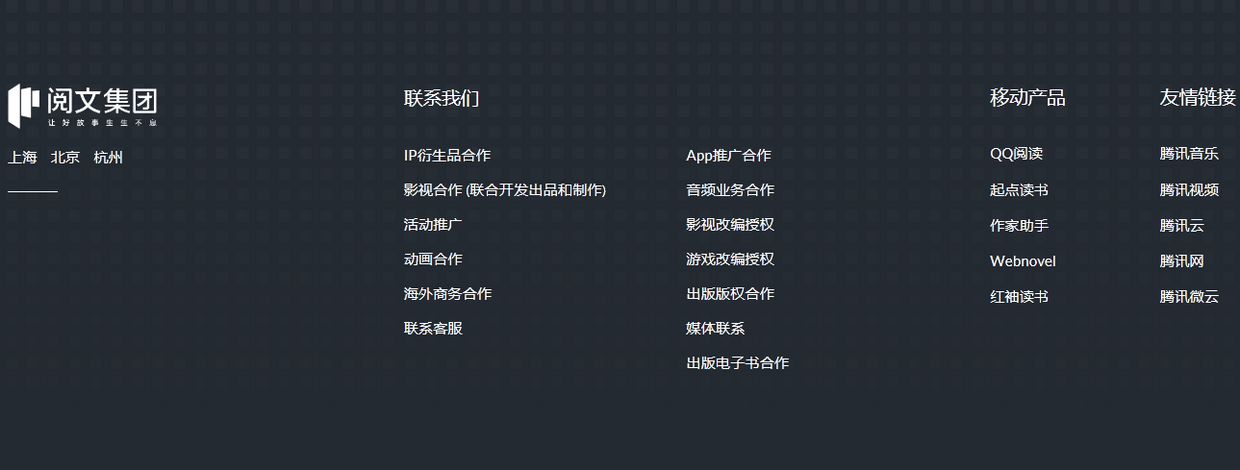 阅文集团
让好故事生生不息
上海 北京 杭州
联系我们
IP衍生品合作
影视合作 (联合开发出品和制作)
活动推广
动画合作
海外商务合作
联系客服
App推广合作
音频业务合作
影视改编授权
游戏改编授权
出版版权合作
媒体联系
出版电子书合作
移动产品
QQ阅读
起点读书
作家助手
Webnovel
红袖读书
友情链接
腾讯音乐
腾讯视频
腾讯云
腾讯网
腾讯微云